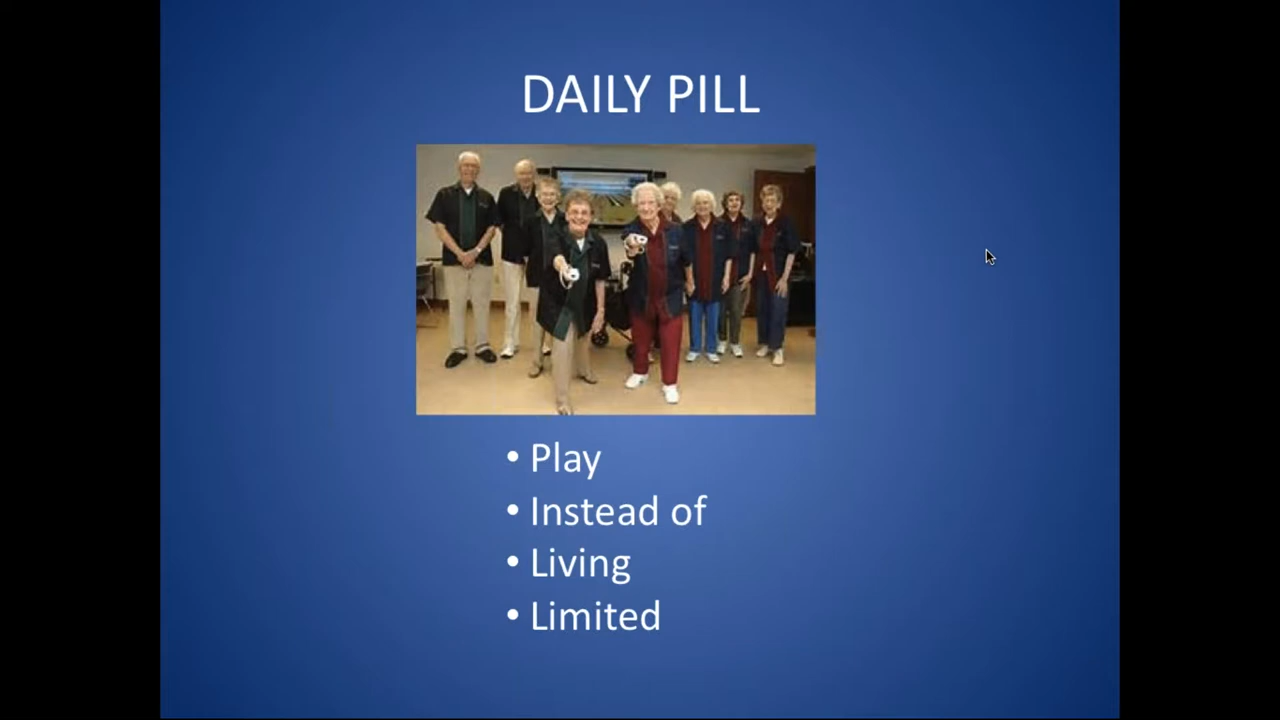 DAILY PILL
• Play
• Instead of
• Living
• Limited